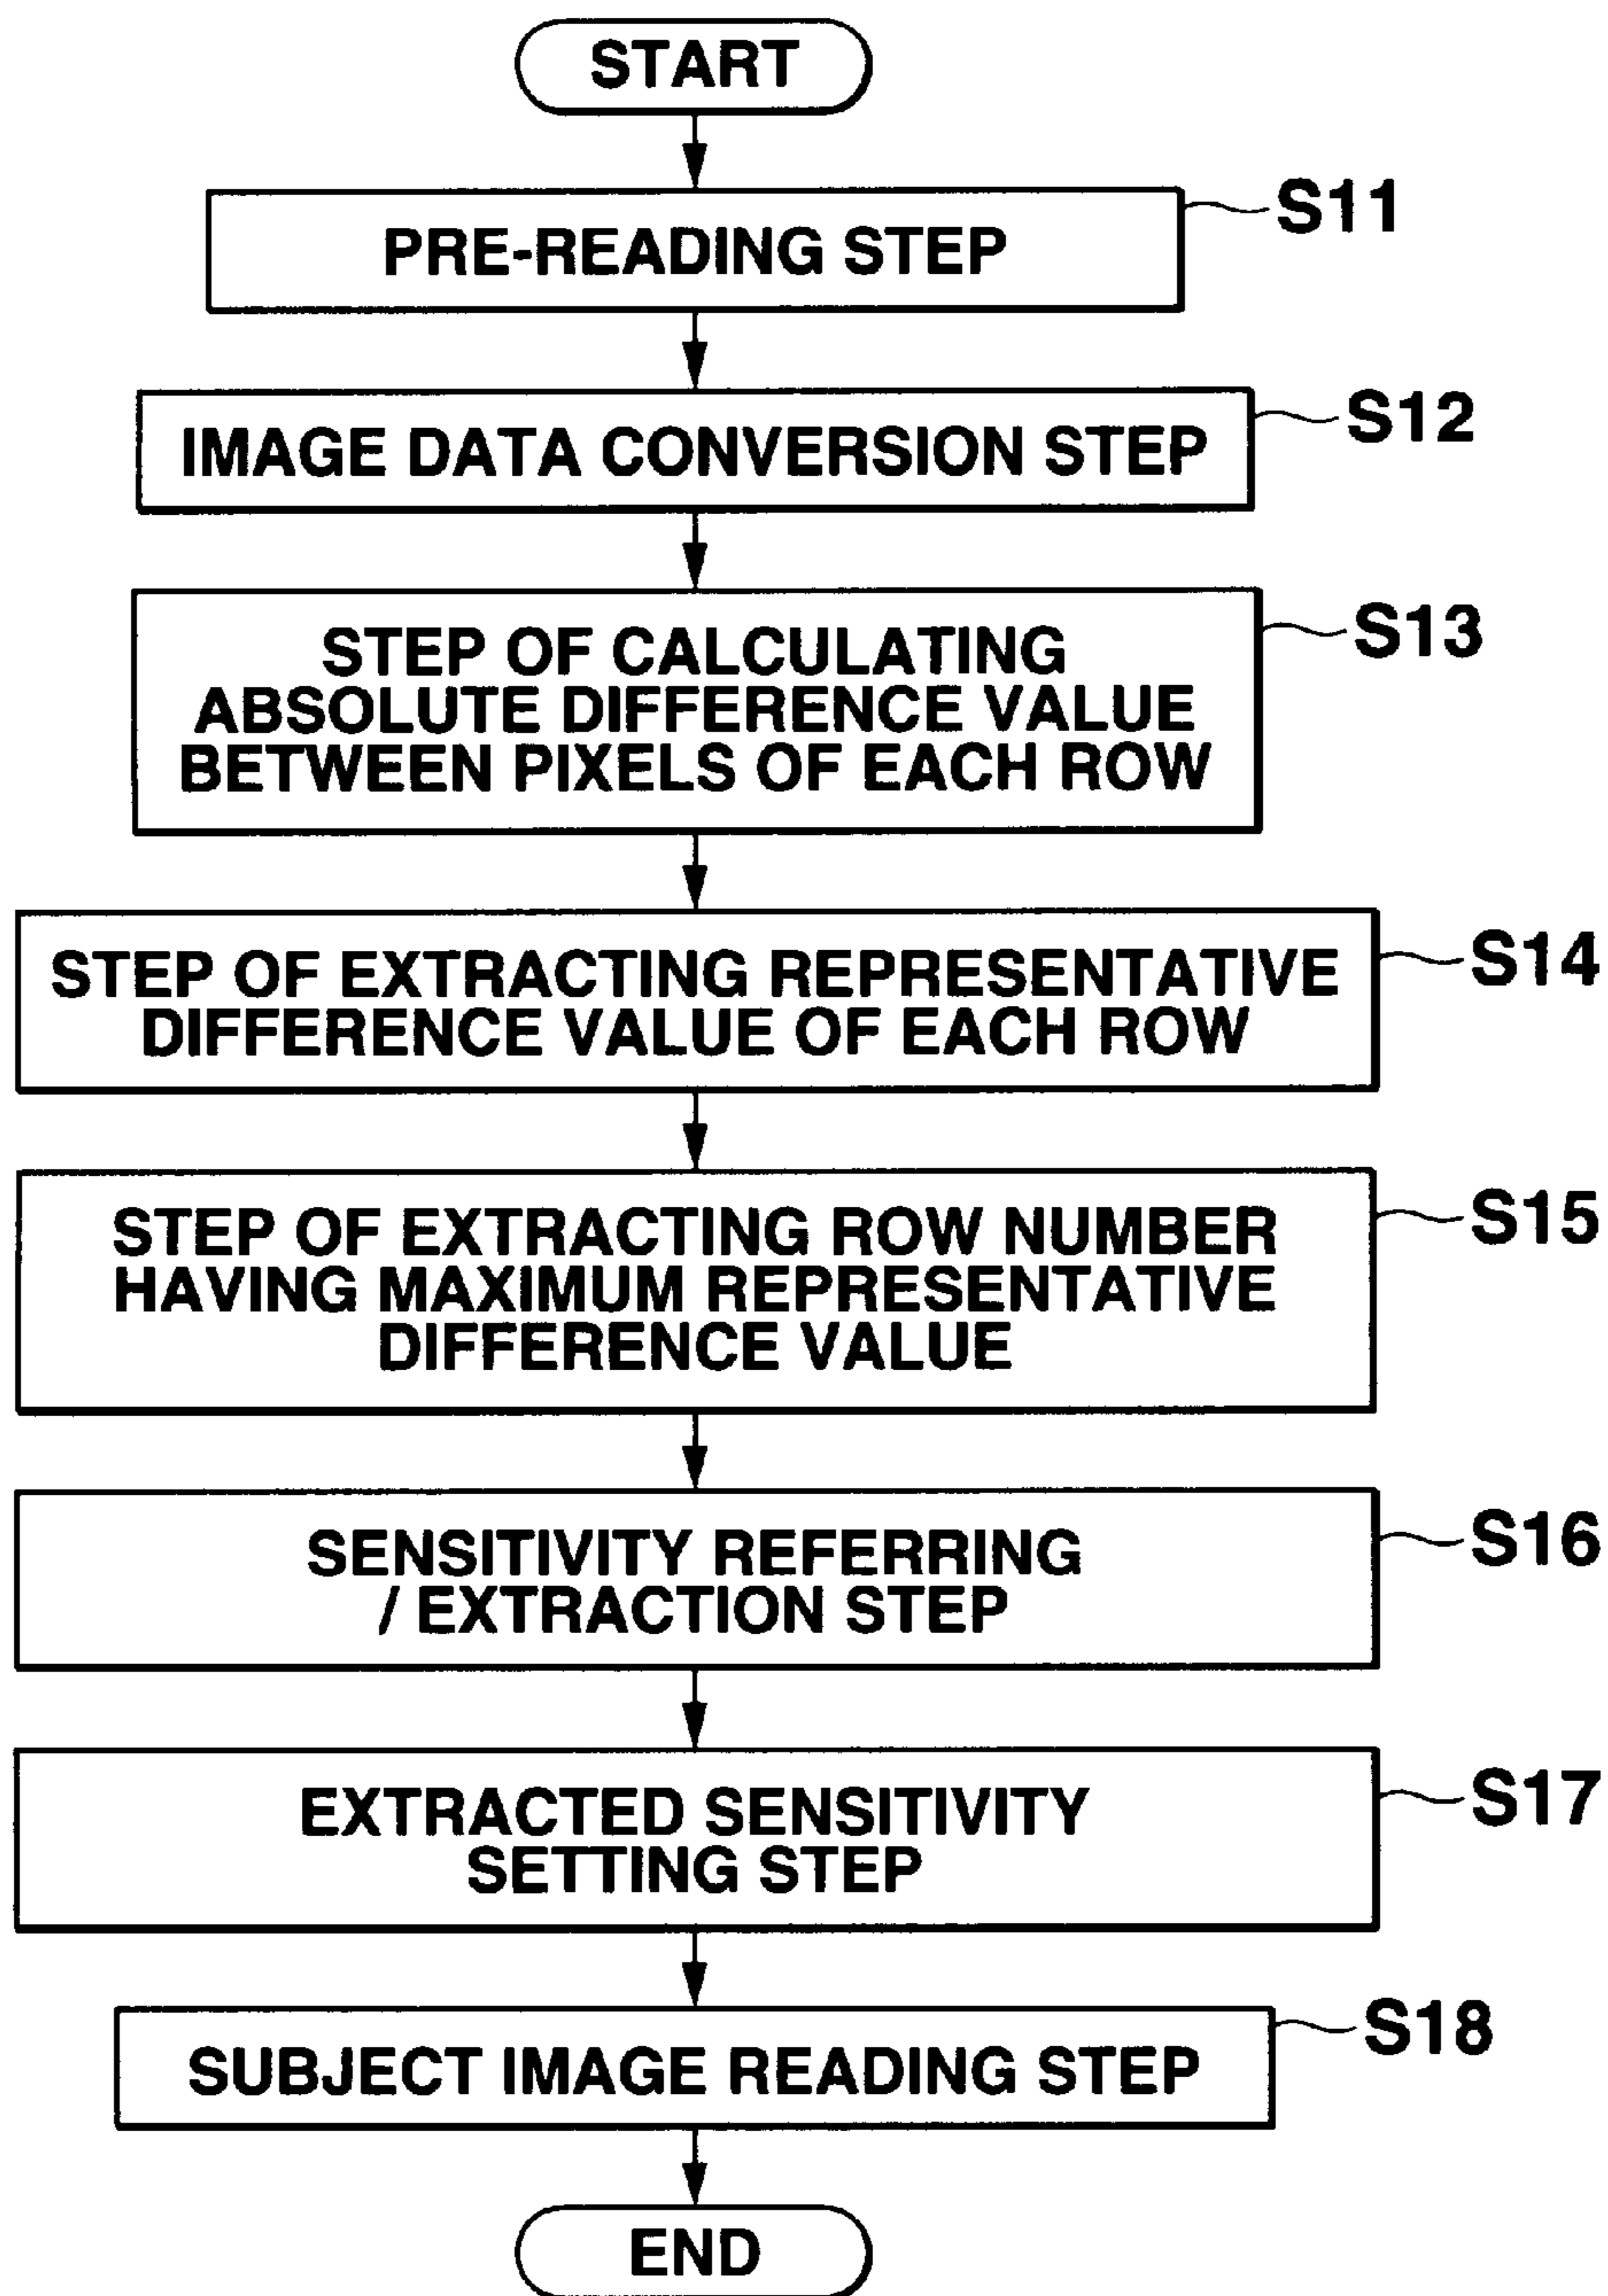 START
S11
PRE-READING STEP
S12
IMAGE DATA CONVERSION STEP
S13
STEP OF CALCULATING
ABSOLUTE DIFFERENCE VALUE
BETWEEN PIXELS OF EACH ROW
S14
STEP OF EXTRACTING REPRESENTATIVE
DIFFERENCE VALUE OF EACH ROW
S15
STEP OF EXTRACTING ROW NUMBER
HAVING MAXIMUM REPRESENTATIVE
DIFFERENCE VALUE
S16
SENSITIVITY REFERRING
/ EXTRACTION STEP
S17
EXTRACTED SENSITIVITY
SETTING STEP
S18
SUBJECT IMAGE READING STEP
END